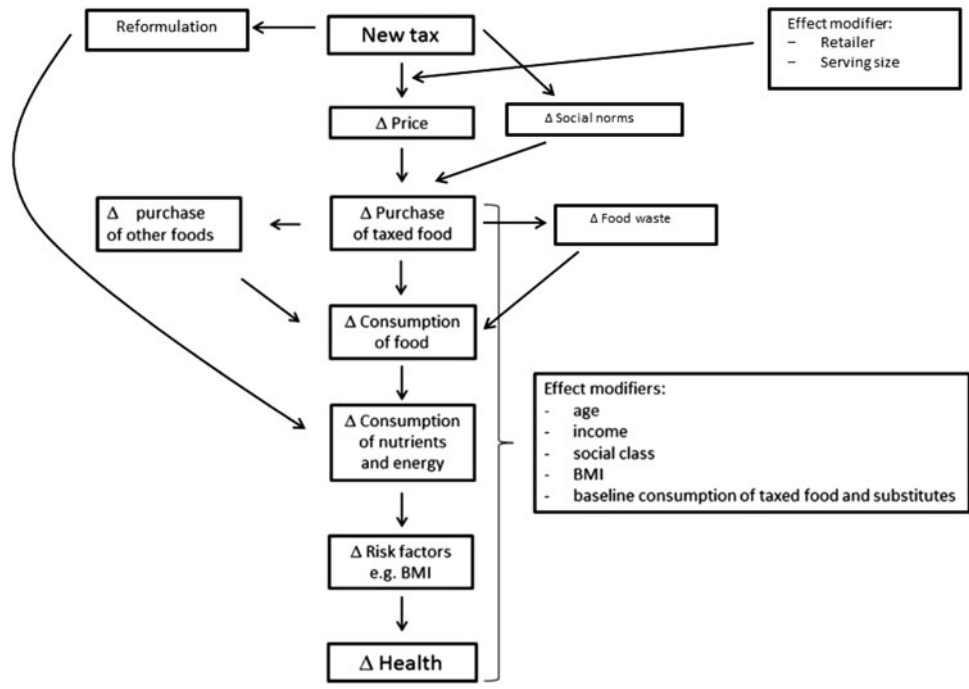 Reformulation
New tax
Effect modifier:
– Retailer
– Serving size
Δ Price
Δ Social norms
Δ purchase
of other foods
Δ Purchase
of taxed food
Δ Food waste
Δ Consumption
of food
Δ Consumption
of nutrients
and energy
Effect modifiers:
- age
- income
- social class
- BMI
- baseline consumption of taxed food and substitutes
Δ Risk factors
e.g. BMI
Δ Health